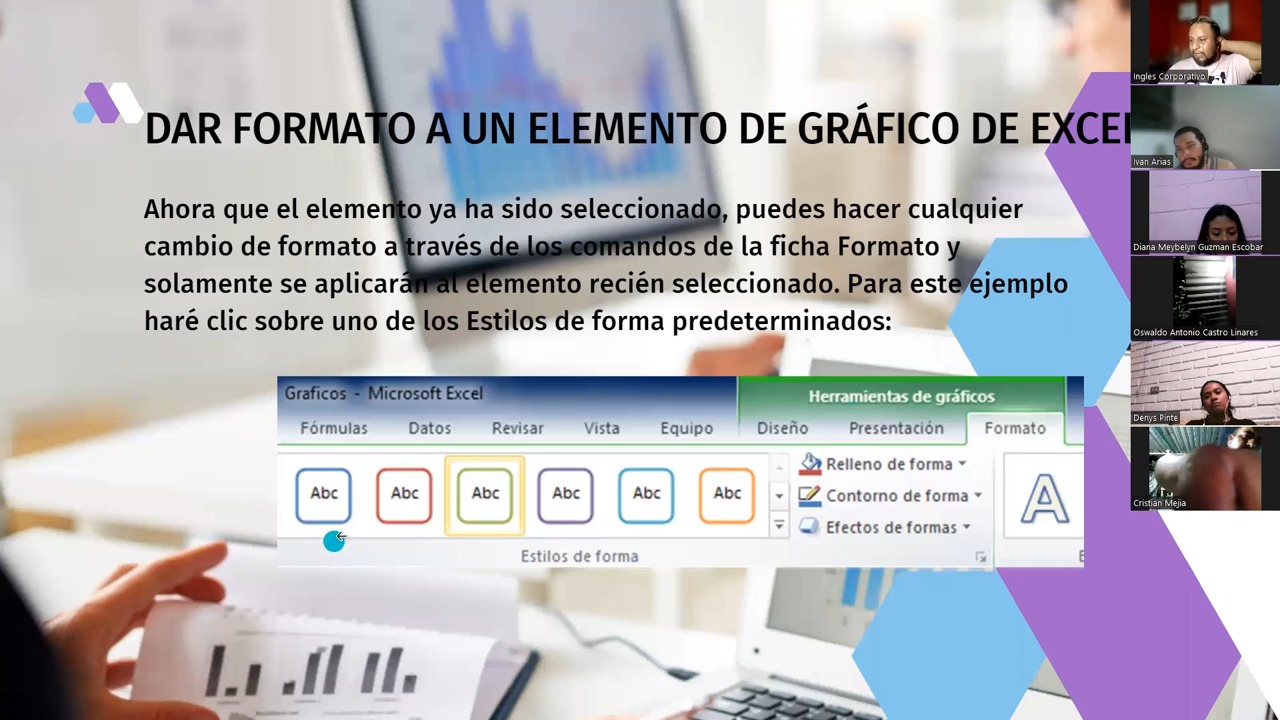 DAR FORMATO A UN ELEMENTO DE GRÁFICO DE EXCEL
Ahora que el elemento ya ha sido seleccionado, puedes hacer cualquier
cambio de formato a través de los comandos de la ficha Formato y
solamente se aplicarán al elemento recién seleccionado. Para este ejemplo
haré clic sobre uno de los Estilos de forma predeterminados:
Graficos - Microsoft Excel
Herramientas de gráficos
Fórmulas Datos Revisar Vista Equipo Diseño Presentación Formato
Abc Abc Abc Abc Abc Abc
Relleno de forma
Contorno de forma
Efectos de formas
A
Estilos de forma
Ingles Corporativo
Ivan Arias
Diana Meybelyn Guzman Escobar
Oswaldo Antonio Castro Linares
Denys Pinte
Cristian Mejia